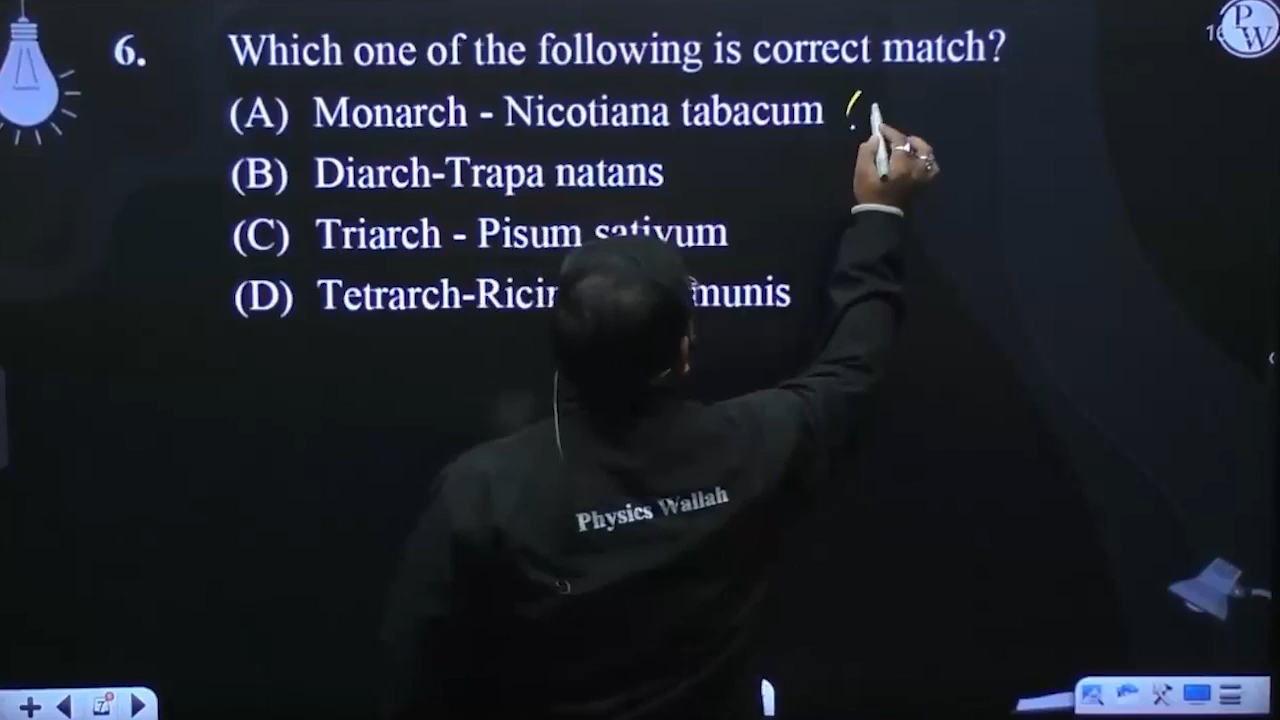 6. Which one of the following is correct match?
(A) Monarch - Nicotiana tabacum
(B) Diarch-Trapa natans
(C) Triarch - Pisum sativum
(D) Tetrarch-Ricin munis
Physics Wallah
P
W